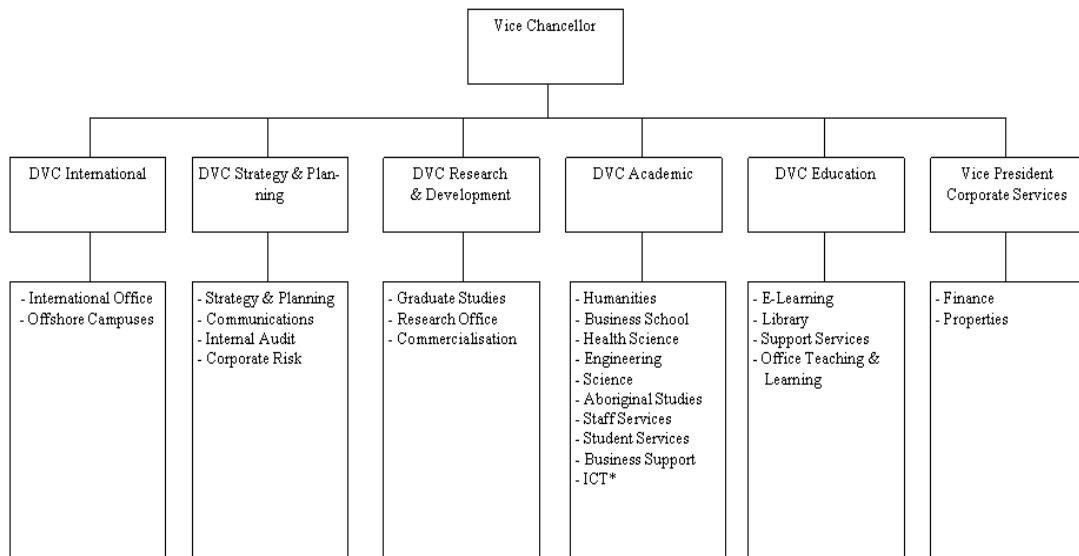 Vice Chancellor
DVC International
DVC Strategy & Plan-
ning
DVC Research
& Development
DVC Academic
DVC Education
Vice President
Corporate Services
- International Office
- Offshore Campuses
- Strategy & Planning
- Communications
- Internal Audit
- Corporate Risk
- Graduate Studies
- Research Office
- Commercialisation
- Humanities
- Business School
- Health Science
- Engineering
- Science
- Aboriginal Studies
- Staff Services
- Student Services
- Business Support
- ICT*
- E-Learning
- Library
- Support Services
- Office Teaching &
Learning
- Finance
- Properties